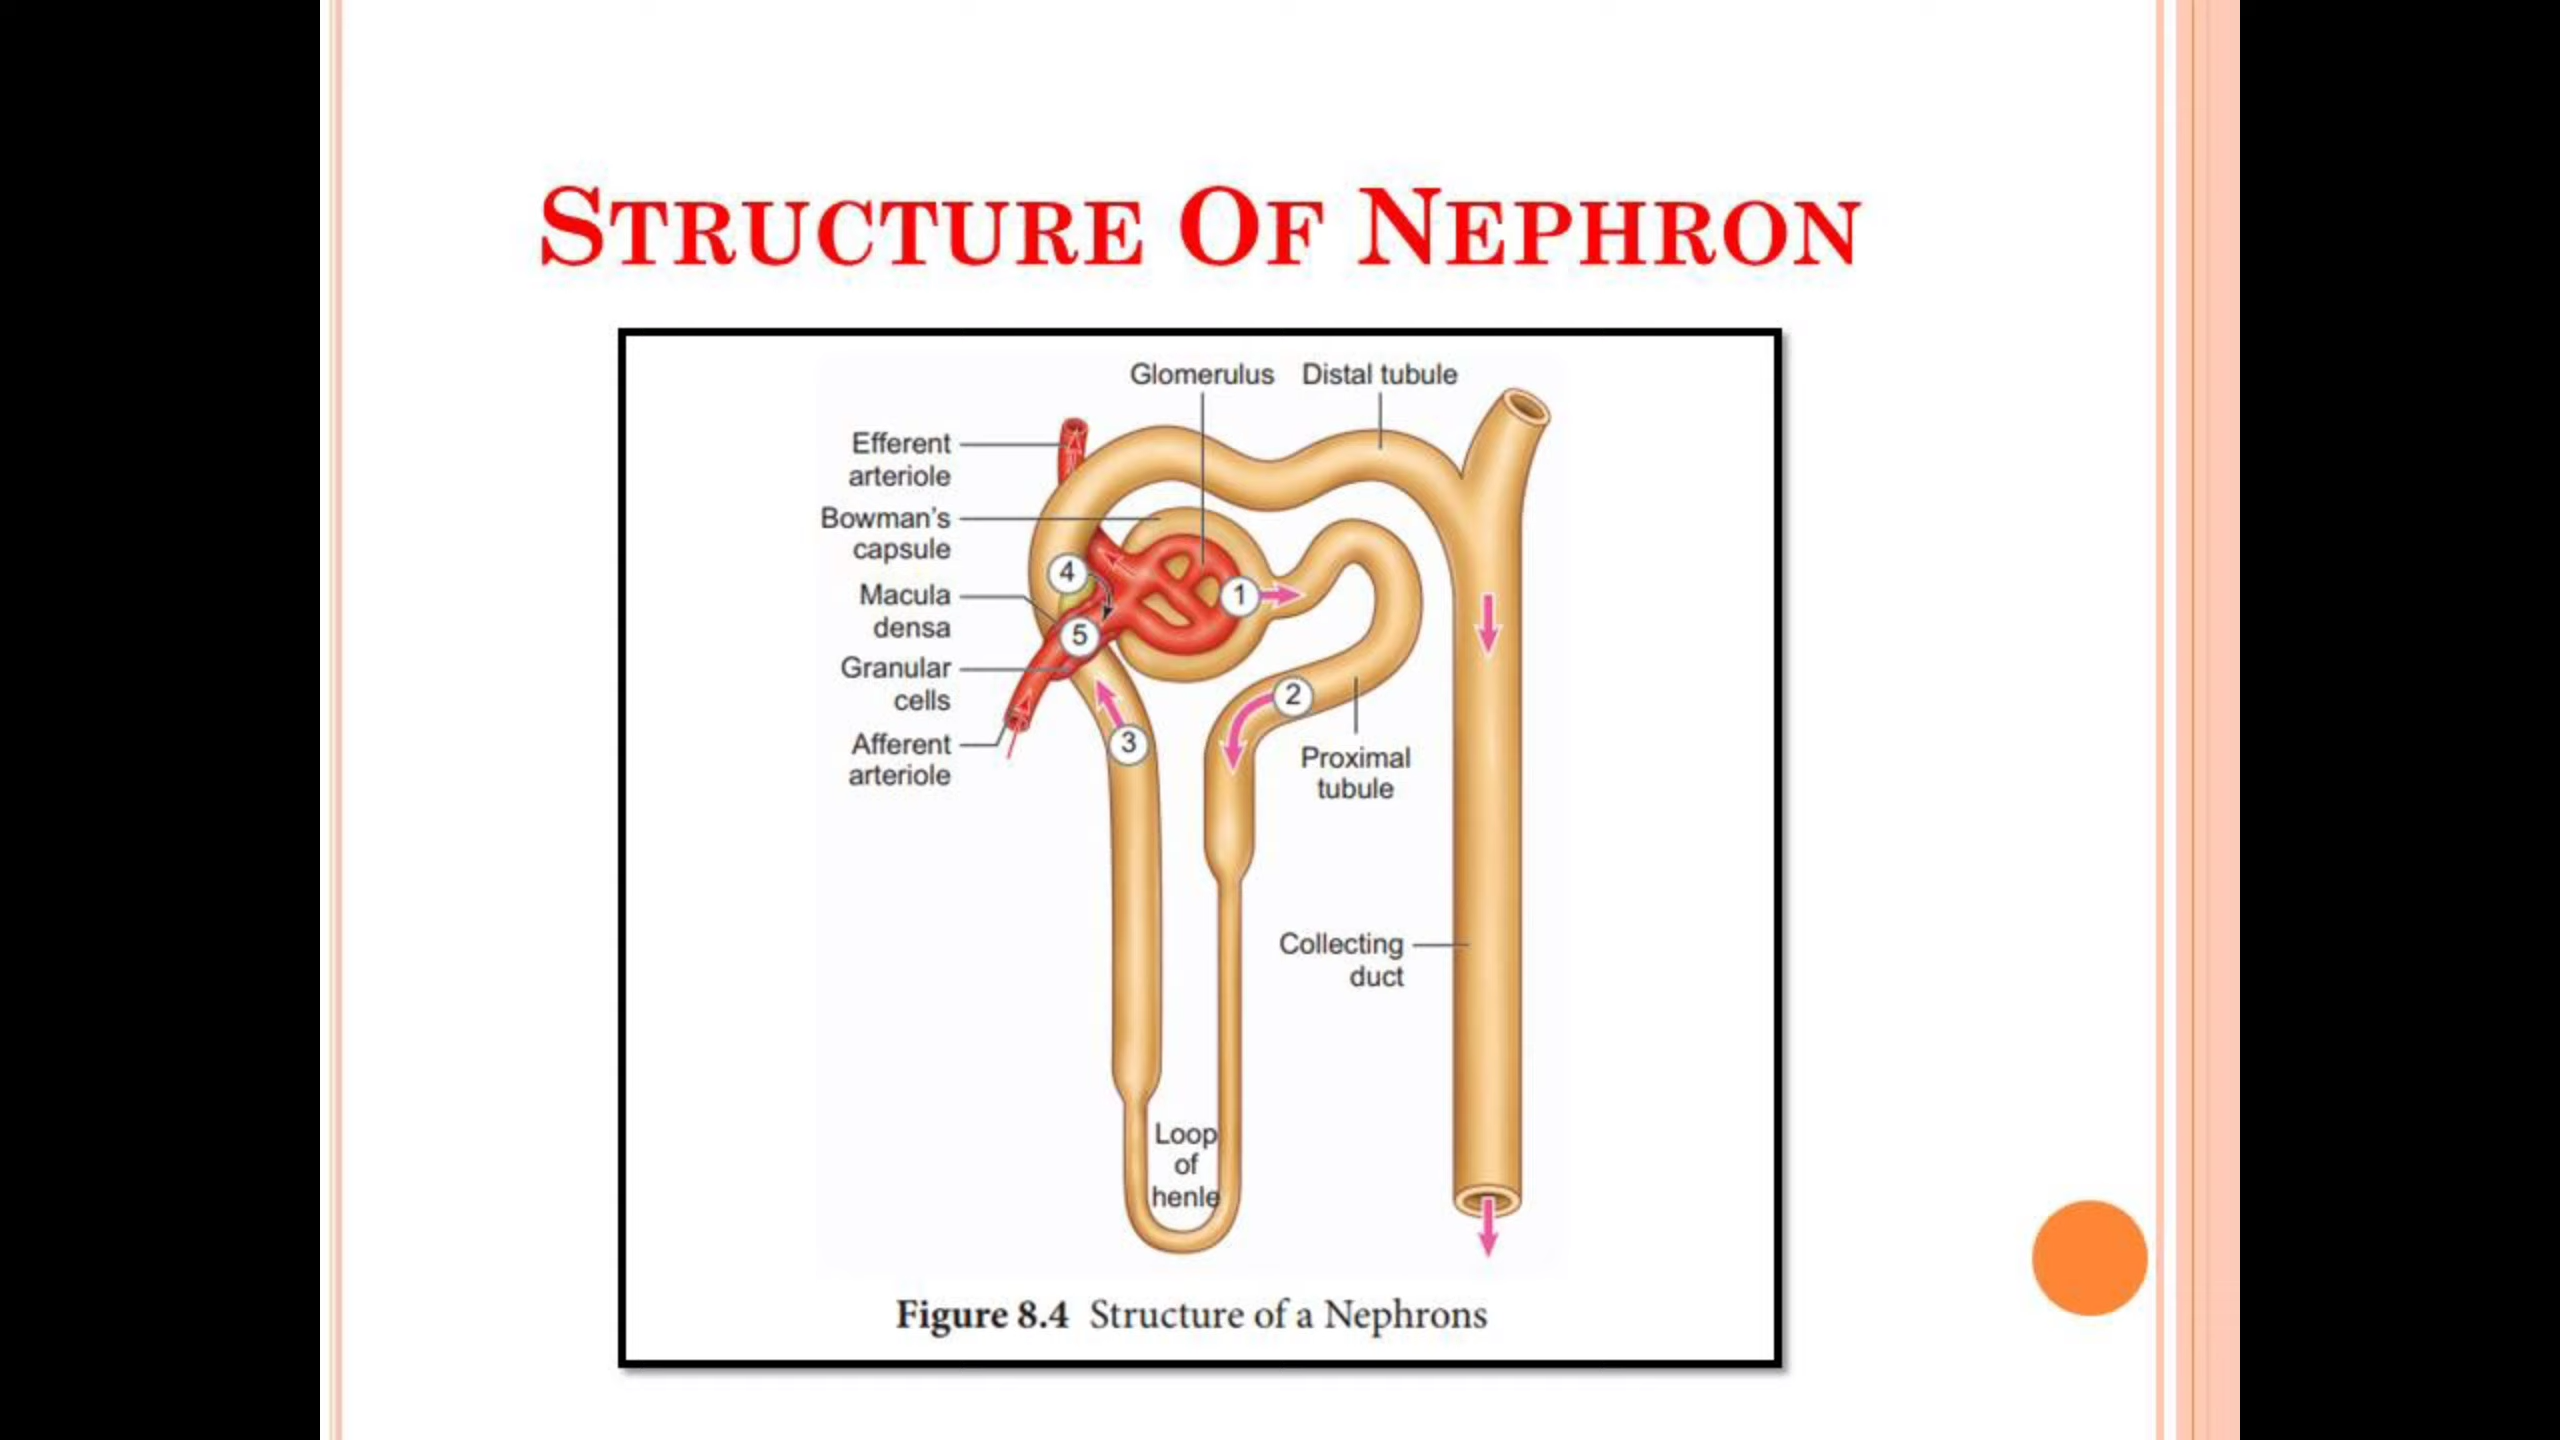 STRUCTURE OF NEPHRON
Glomerulus Distal tubule
Efferent
arteriole
Bowman's
capsule
Macula
densa
Granular
cells
Afferent
arteriole
4
5
1
2
3
Proximal
tubule
Collecting
duct
Loop
of
henle
Figure 8.4 Structure of a Nephrons